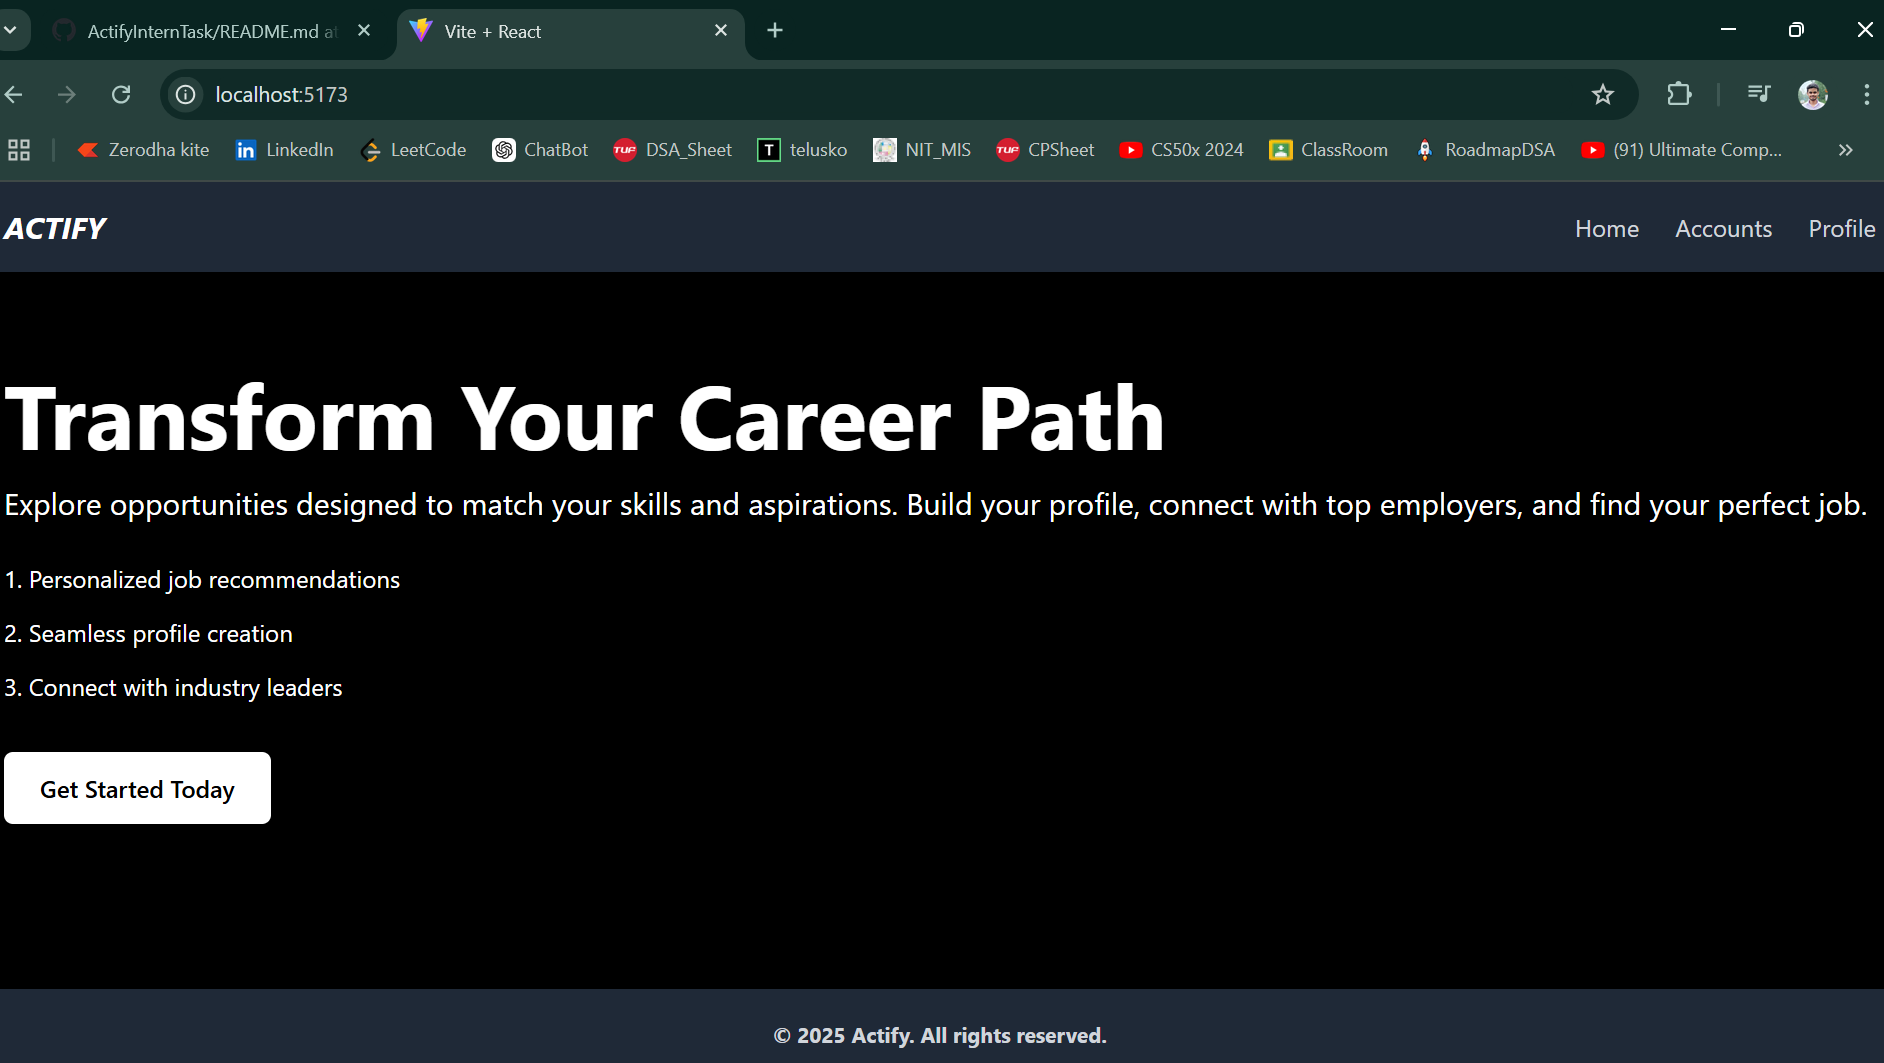 ActifyInternTask/README.md at
Vite + React
localhost:5173
Zerodha kite LinkedIn LeetCode ChatBot TUF DSA_Sheet T telusko NIT_MIS TUF CPSheet CS50x 2024 ClassRoom RoadmapDSA (91) Ultimate Comp...
ACTIFY Home Accounts Profile
Transform Your Career Path
Explore opportunities designed to match your skills and aspirations. Build your profile, connect with top employers, and find your perfect job.
1. Personalized job recommendations
2. Seamless profile creation
3. Connect with industry leaders
Get Started Today
© 2025 Actify. All rights reserved.